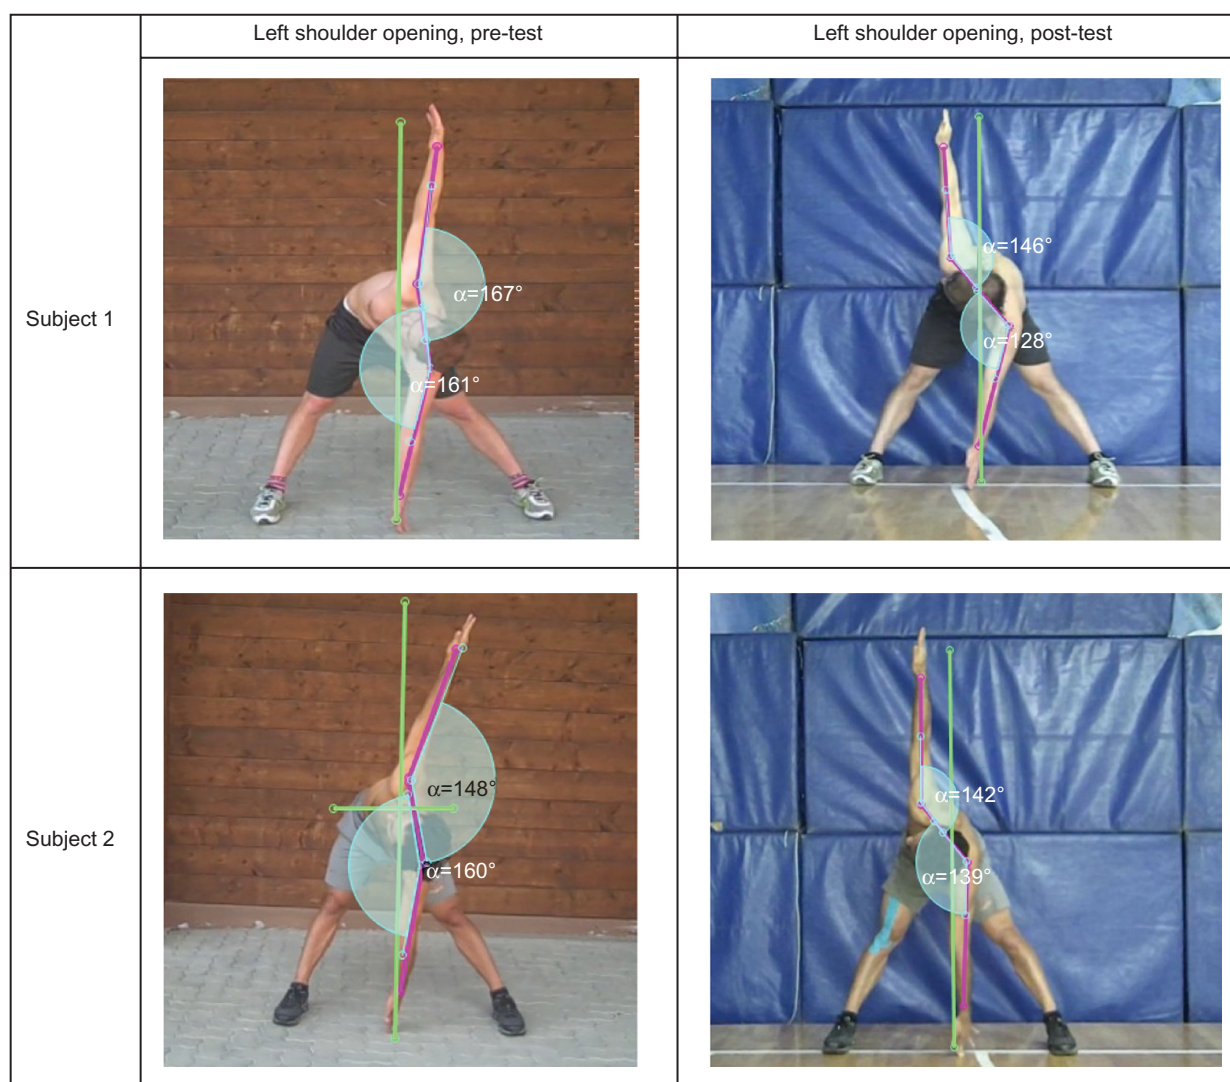 Left shoulder opening, pre-test
Left shoulder opening, post-test
Subject 1
α=167°
α=161°
α=146°
α=128°
Subject 2
α=148°
α=160°
α=142°
α=139°